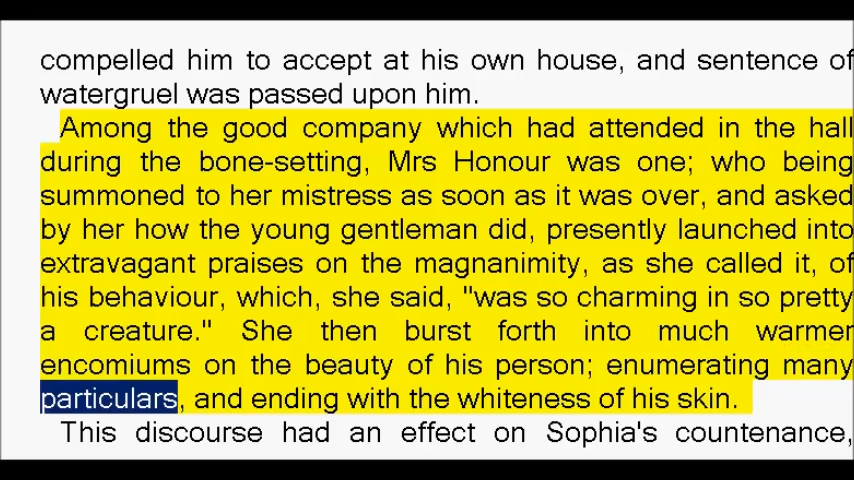 compelled him to accept at his own house, and sentence of
watergruel was passed upon him.
Among the good company which had attended in the hall
during the bone-setting, Mrs Honour was one; who being
summoned to her mistress as soon as it was over, and asked
by her how the young gentleman did, presently launched into
extravagant praises on the magnanimity, as she called it, of
his behaviour, which, she said, "was so charming in so pretty
a creature." She then burst forth into much warmer
encomiums on the beauty of his person; enumerating many
particulars, and ending with the whiteness of his skin.
This discourse had an effect on Sophia's countenance,